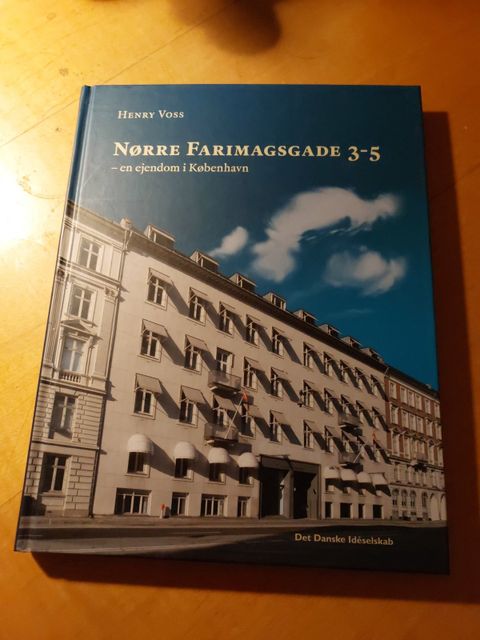 Henry Voss
Nørre Farimagsgade 3-5
– en ejendom i København
Det Danske Idéselskab